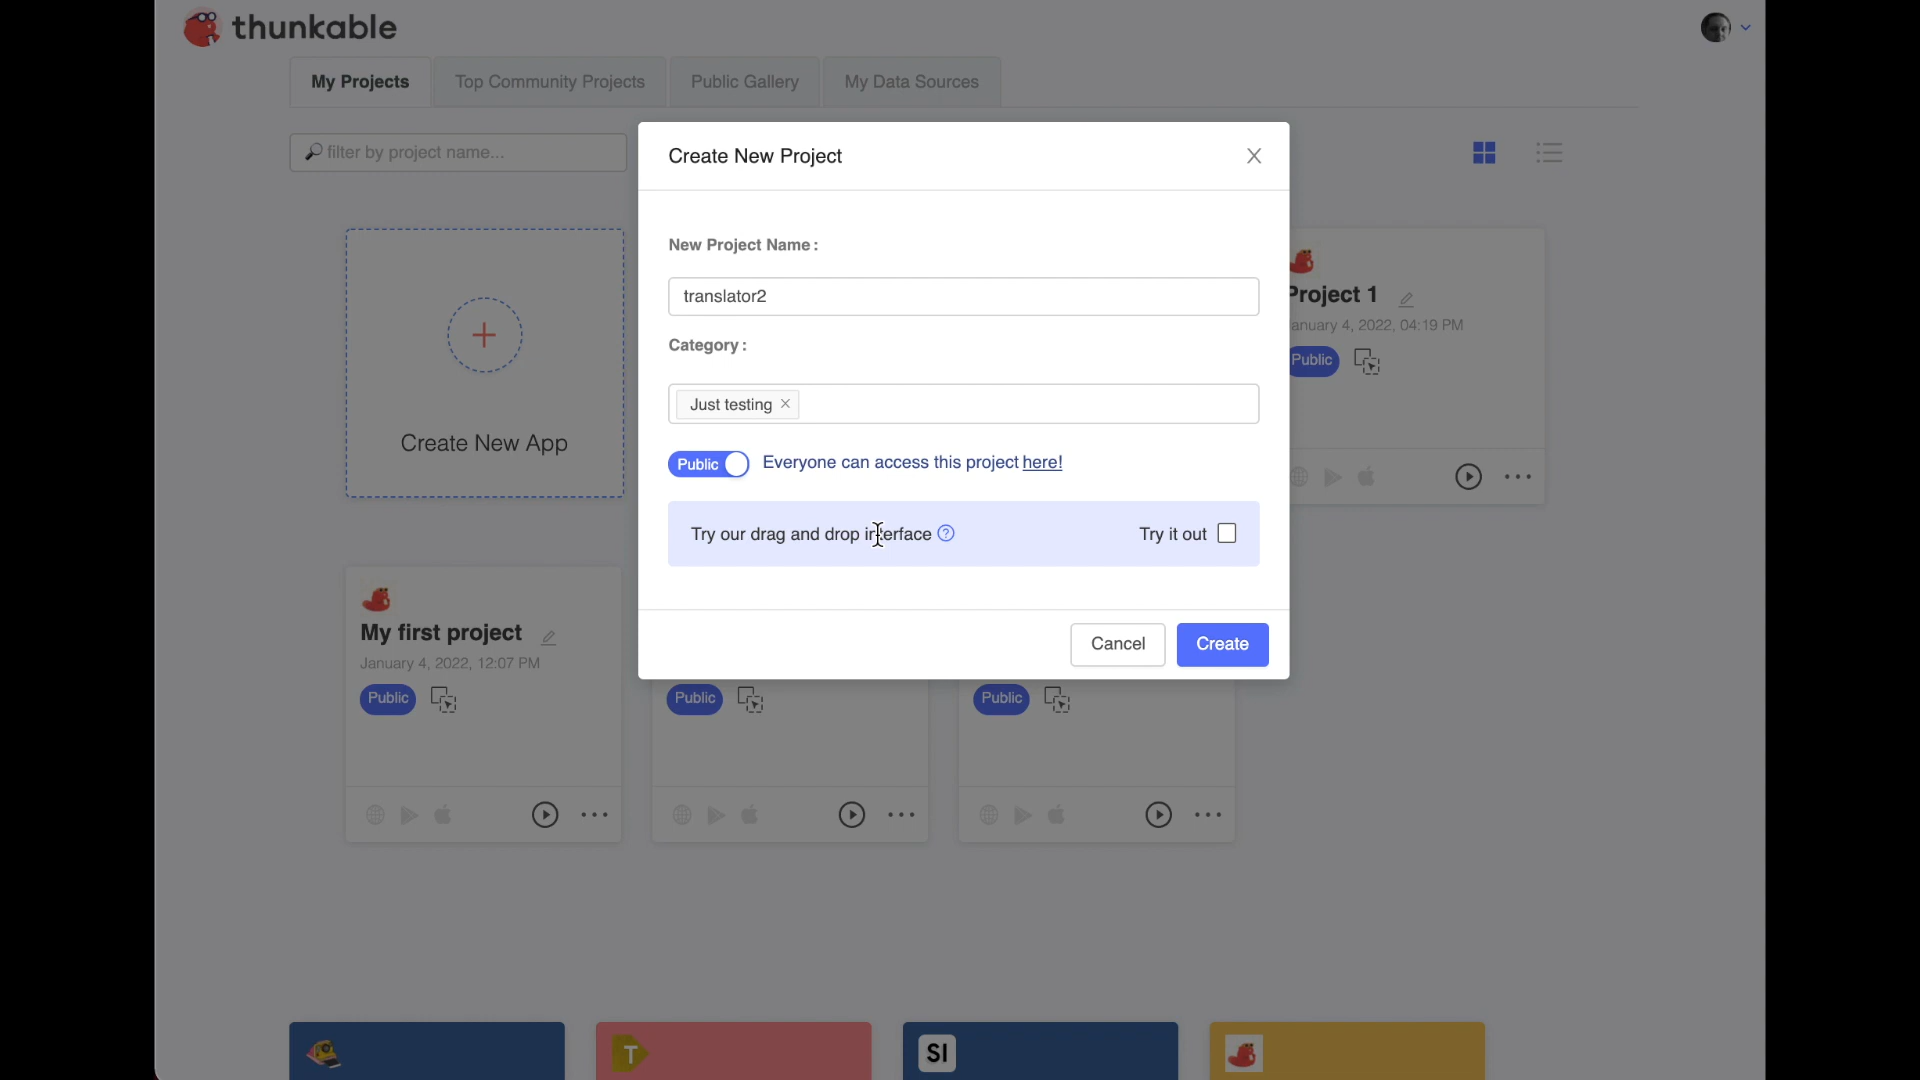 thunkable
My Projects
Top Community Projects
Public Gallery
My Data Sources
filter by project name...
Create New Project
New Project Name :
translator2
Category :
Just testing
Public
Everyone can access this project here!
Try our drag and drop interface
Try it out
Cancel
Create
Create New App
Project 1
January 4, 2022, 04:19 PM
Public
My first project
January 4, 2022, 12:07 PM
Public
Public
Public
T
SI